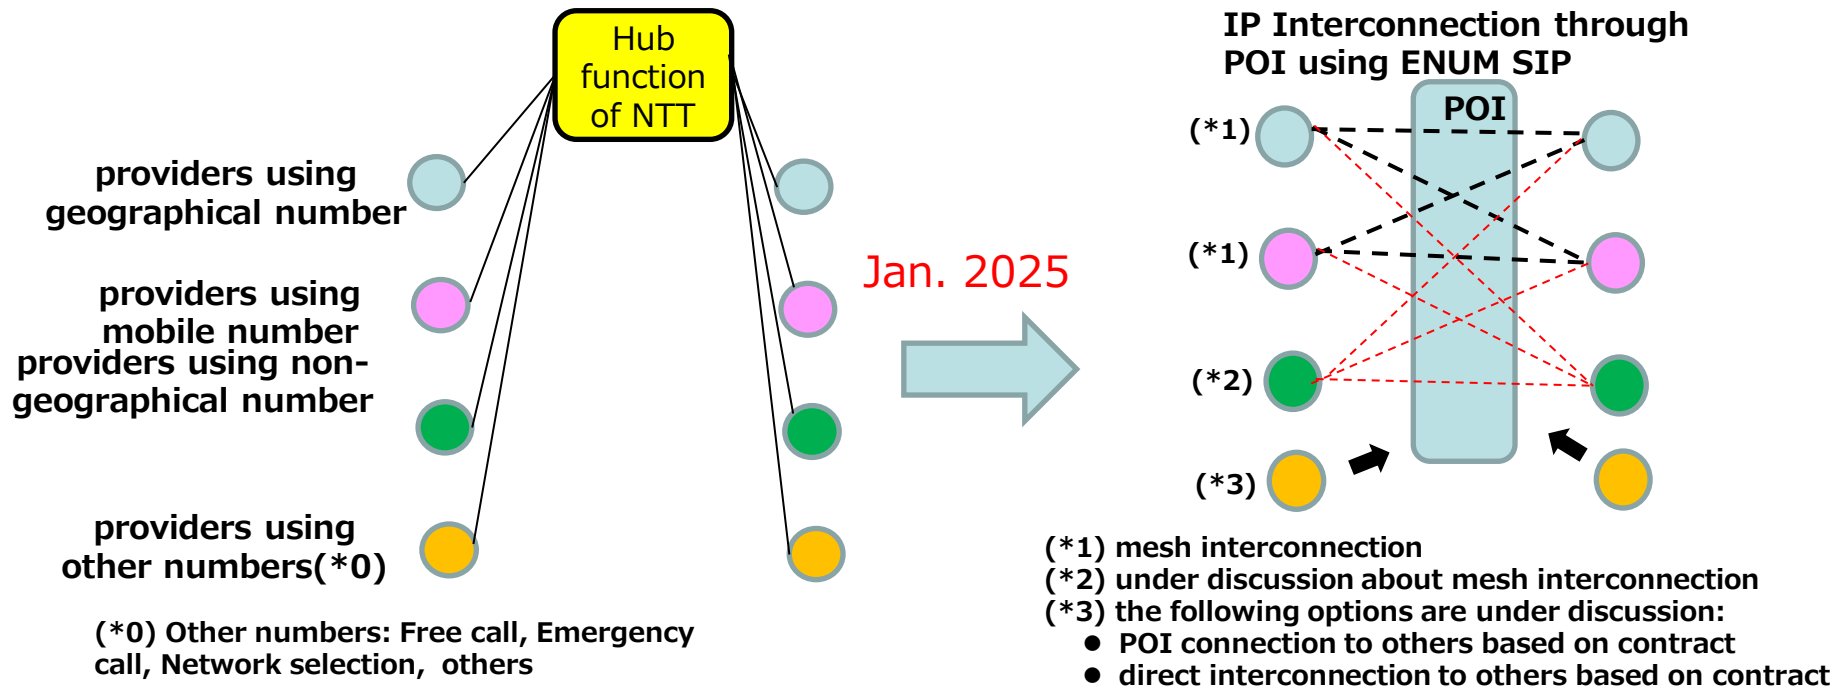 Hub
function
of NTT
providers using
geographical number
providers using
mobile number
providers using non-
geographical number
providers using
other numbers(*0)
(*0) Other numbers: Free call, Emergency
call, Network selection,  others
Jan. 2025
IP Interconnection through
POI using ENUM SIP
POI
(*1)
(*1)
(*2)
(*3)
(*1) mesh interconnection
(*2) under discussion about mesh interconnection
(*3) the following options are under discussion:
● POI connection to others based on contract
● direct interconnection to others based on contract